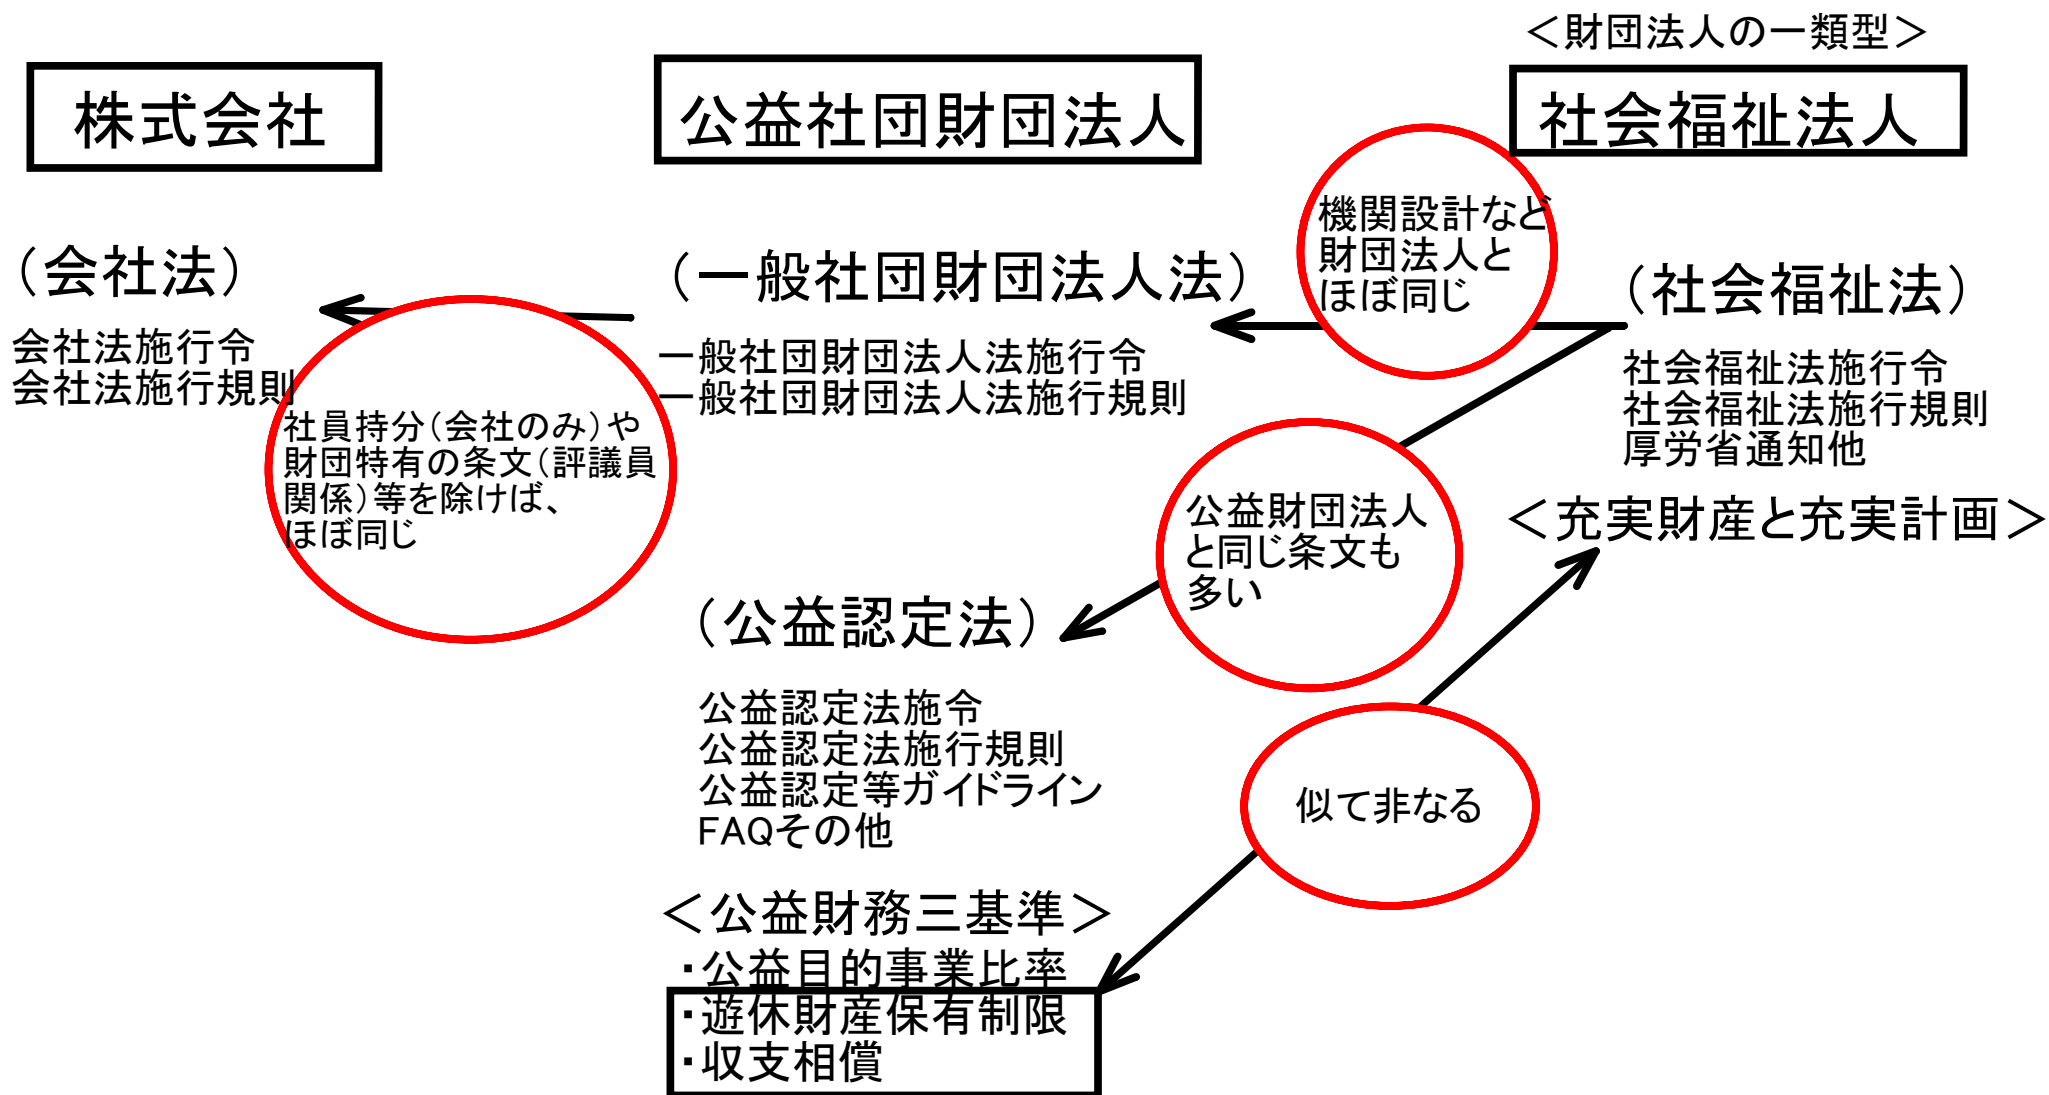 ＜財団法人の一類型＞
株式会社
公益社団財団法人
社会福祉法人
（会社法）
会社法施行令
会社法施行規則
社員持分（会社のみ）や
財団特有の条文（評議員
関係）等を除けば、
ほぼ同じ
（一般社団財団法人法）
一般社団財団法人法施行令
一般社団財団法人法施行規則
機関設計など
財団法人と
ほぼ同じ
（社会福祉法）
社会福祉法施行令
社会福祉法施行規則
厚労省通知他
＜充実財産と充実計画＞
公益財団法人
と同じ条文も
多い
（公益認定法）
公益認定法施令
公益認定法施行規則
公益認定等ガイドライン
FAQその他
似て非なる
＜公益財務三基準＞
・公益目的事業比率
・遊休財産保有制限
・収支相償